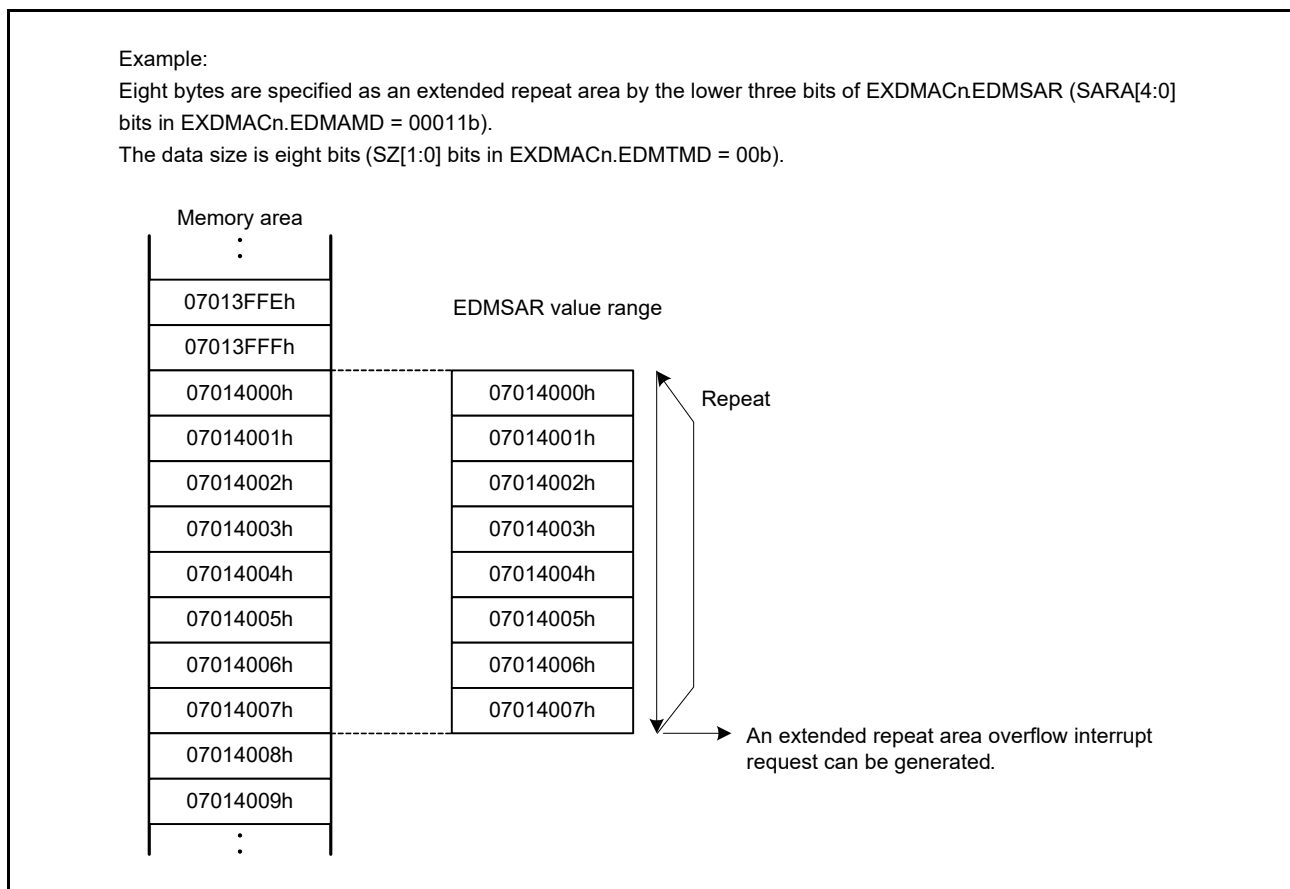 Example:
Eight bytes are specified as an extended repeat area by the lower three bits of EXDMACn.EDMSAR (SARA[4:0]
bits in EXDMACn.EDMAMD = 00011b).
The data size is eight bits (SZ[1:0] bits in EXDMACn.EDMTMD = 00b).
Memory area
07013FFEh
EDMSAR value range
07013FFFh
07014000h 07014000h Repeat
07014001h 07014001h
07014002h 07014002h
07014003h 07014003h
07014004h 07014004h
07014005h 07014005h
07014006h 07014006h
07014007h 07014007h
An extended repeat area overflow interrupt
request can be generated.
07014008h
07014009h